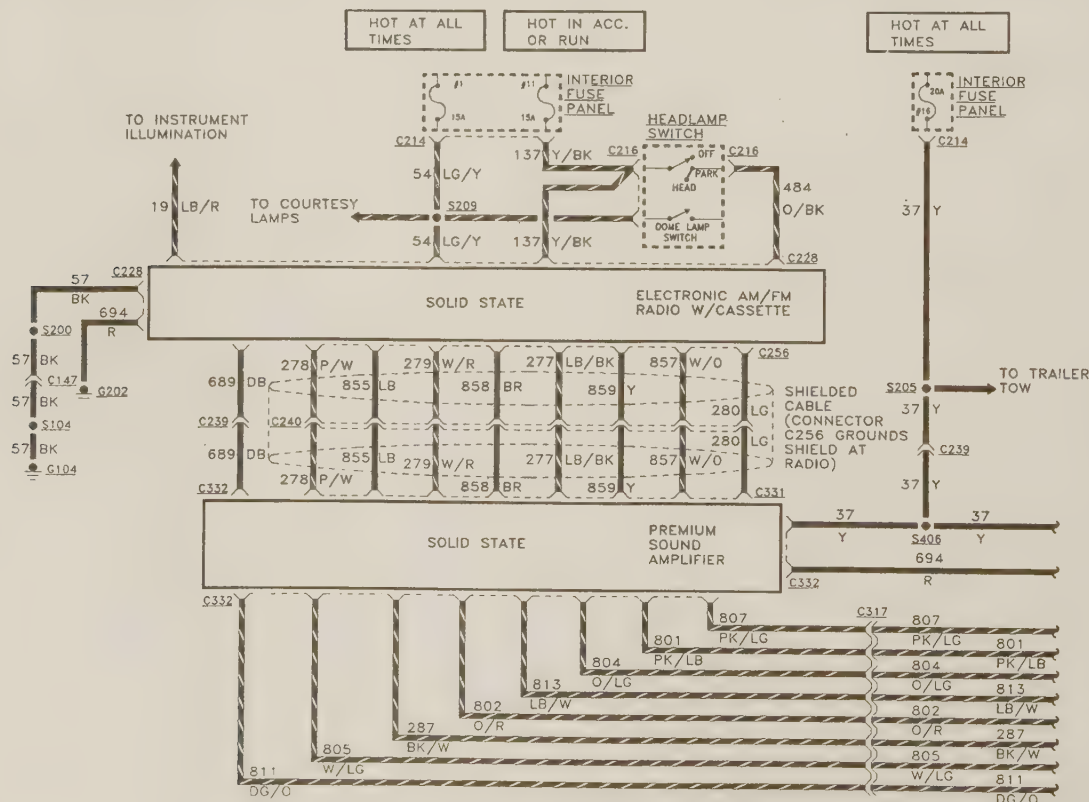 HOT AT ALL
TIMES
HOT IN ACC.
OR RUN
HOT AT ALL
TIMES
#1
15A
#11
15A
INTERIOR
FUSE
PANEL
20A
#16
INTERIOR
FUSE
PANEL
TO INSTRUMENT
ILLUMINATION
HEADLAMP
SWITCH
C214
137 Y/BK
C216
OFF
PARK
HEAD
C216
C214
54 LG/Y
484
O/BK
19 LB/R
TO COURTESY
LAMPS
S209
DOME LAMP
SWITCH
37 Y
54 LG/Y
137 Y/BK
C228
C228
57
BK
694
R
SOLID STATE
ELECTRONIC AM/FM
RADIO W/CASSETTE
S200
57 BK
C147
57 BK
G202
S104
57 BK
G104
C256
278 P/W
279 W/R
277 LB/BK
857 W/O
689 DB
855 LB
858 BR
859 Y
280 LG
C239
C240
280 LG
689 DB
855 LB
279 W/R
277 LB/BK
857 W/O
278 P/W
858 BR
859 Y
C332
C331
SHIELDED
CABLE
(CONNECTOR
C256 GROUNDS
SHIELD AT
RADIO)
S205
TO TRAILER
TOW
37 Y
C239
37 Y
SOLID STATE
PREMIUM
SOUND
AMPLIFIER
37
Y
37
Y
S406
694
R
C332
C332
C317
807
PK/LG
807
PK/LG
801
PK/LB
801
PK/LB
804
O/LG
804
O/LG
813
LB/W
813
LB/W
802
O/R
802
O/R
287
BK/W
287
BK/W
805
W/LG
805
W/LG
811
DG/O
811
DG/O